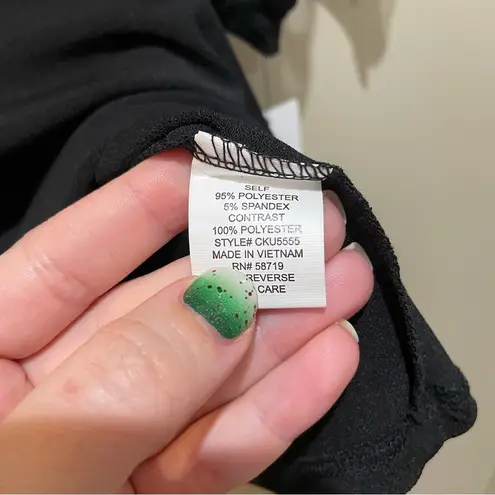 SELF
95% POLYESTER
5% SPANDEX
CONTRAST
100% POLYESTER
STYLE# CKU5555
MADE IN VIETNAM
RN# 58719
REVERSE
CARE